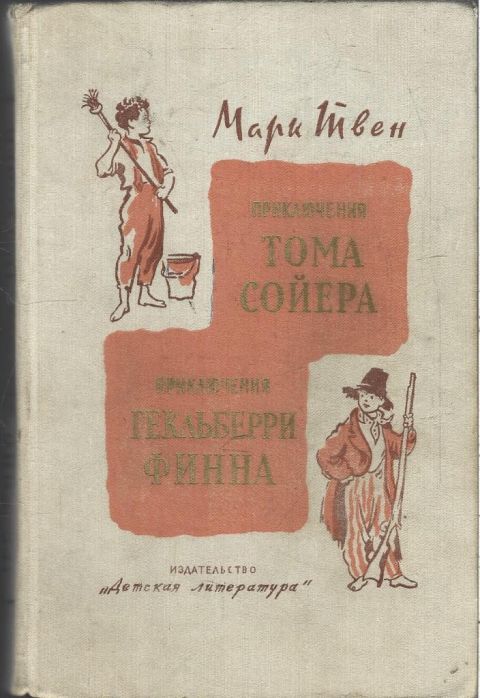 Марк Твен
ПРИКЛЮЧЕНИЯ
ТОМА
СОЙЕРА
ПРИКЛЮЧЕНИЯ
ГЕКЛЬБЕРРИ
ФИННА
ИЗДАТЕЛЬСТВО
„Детская литература"